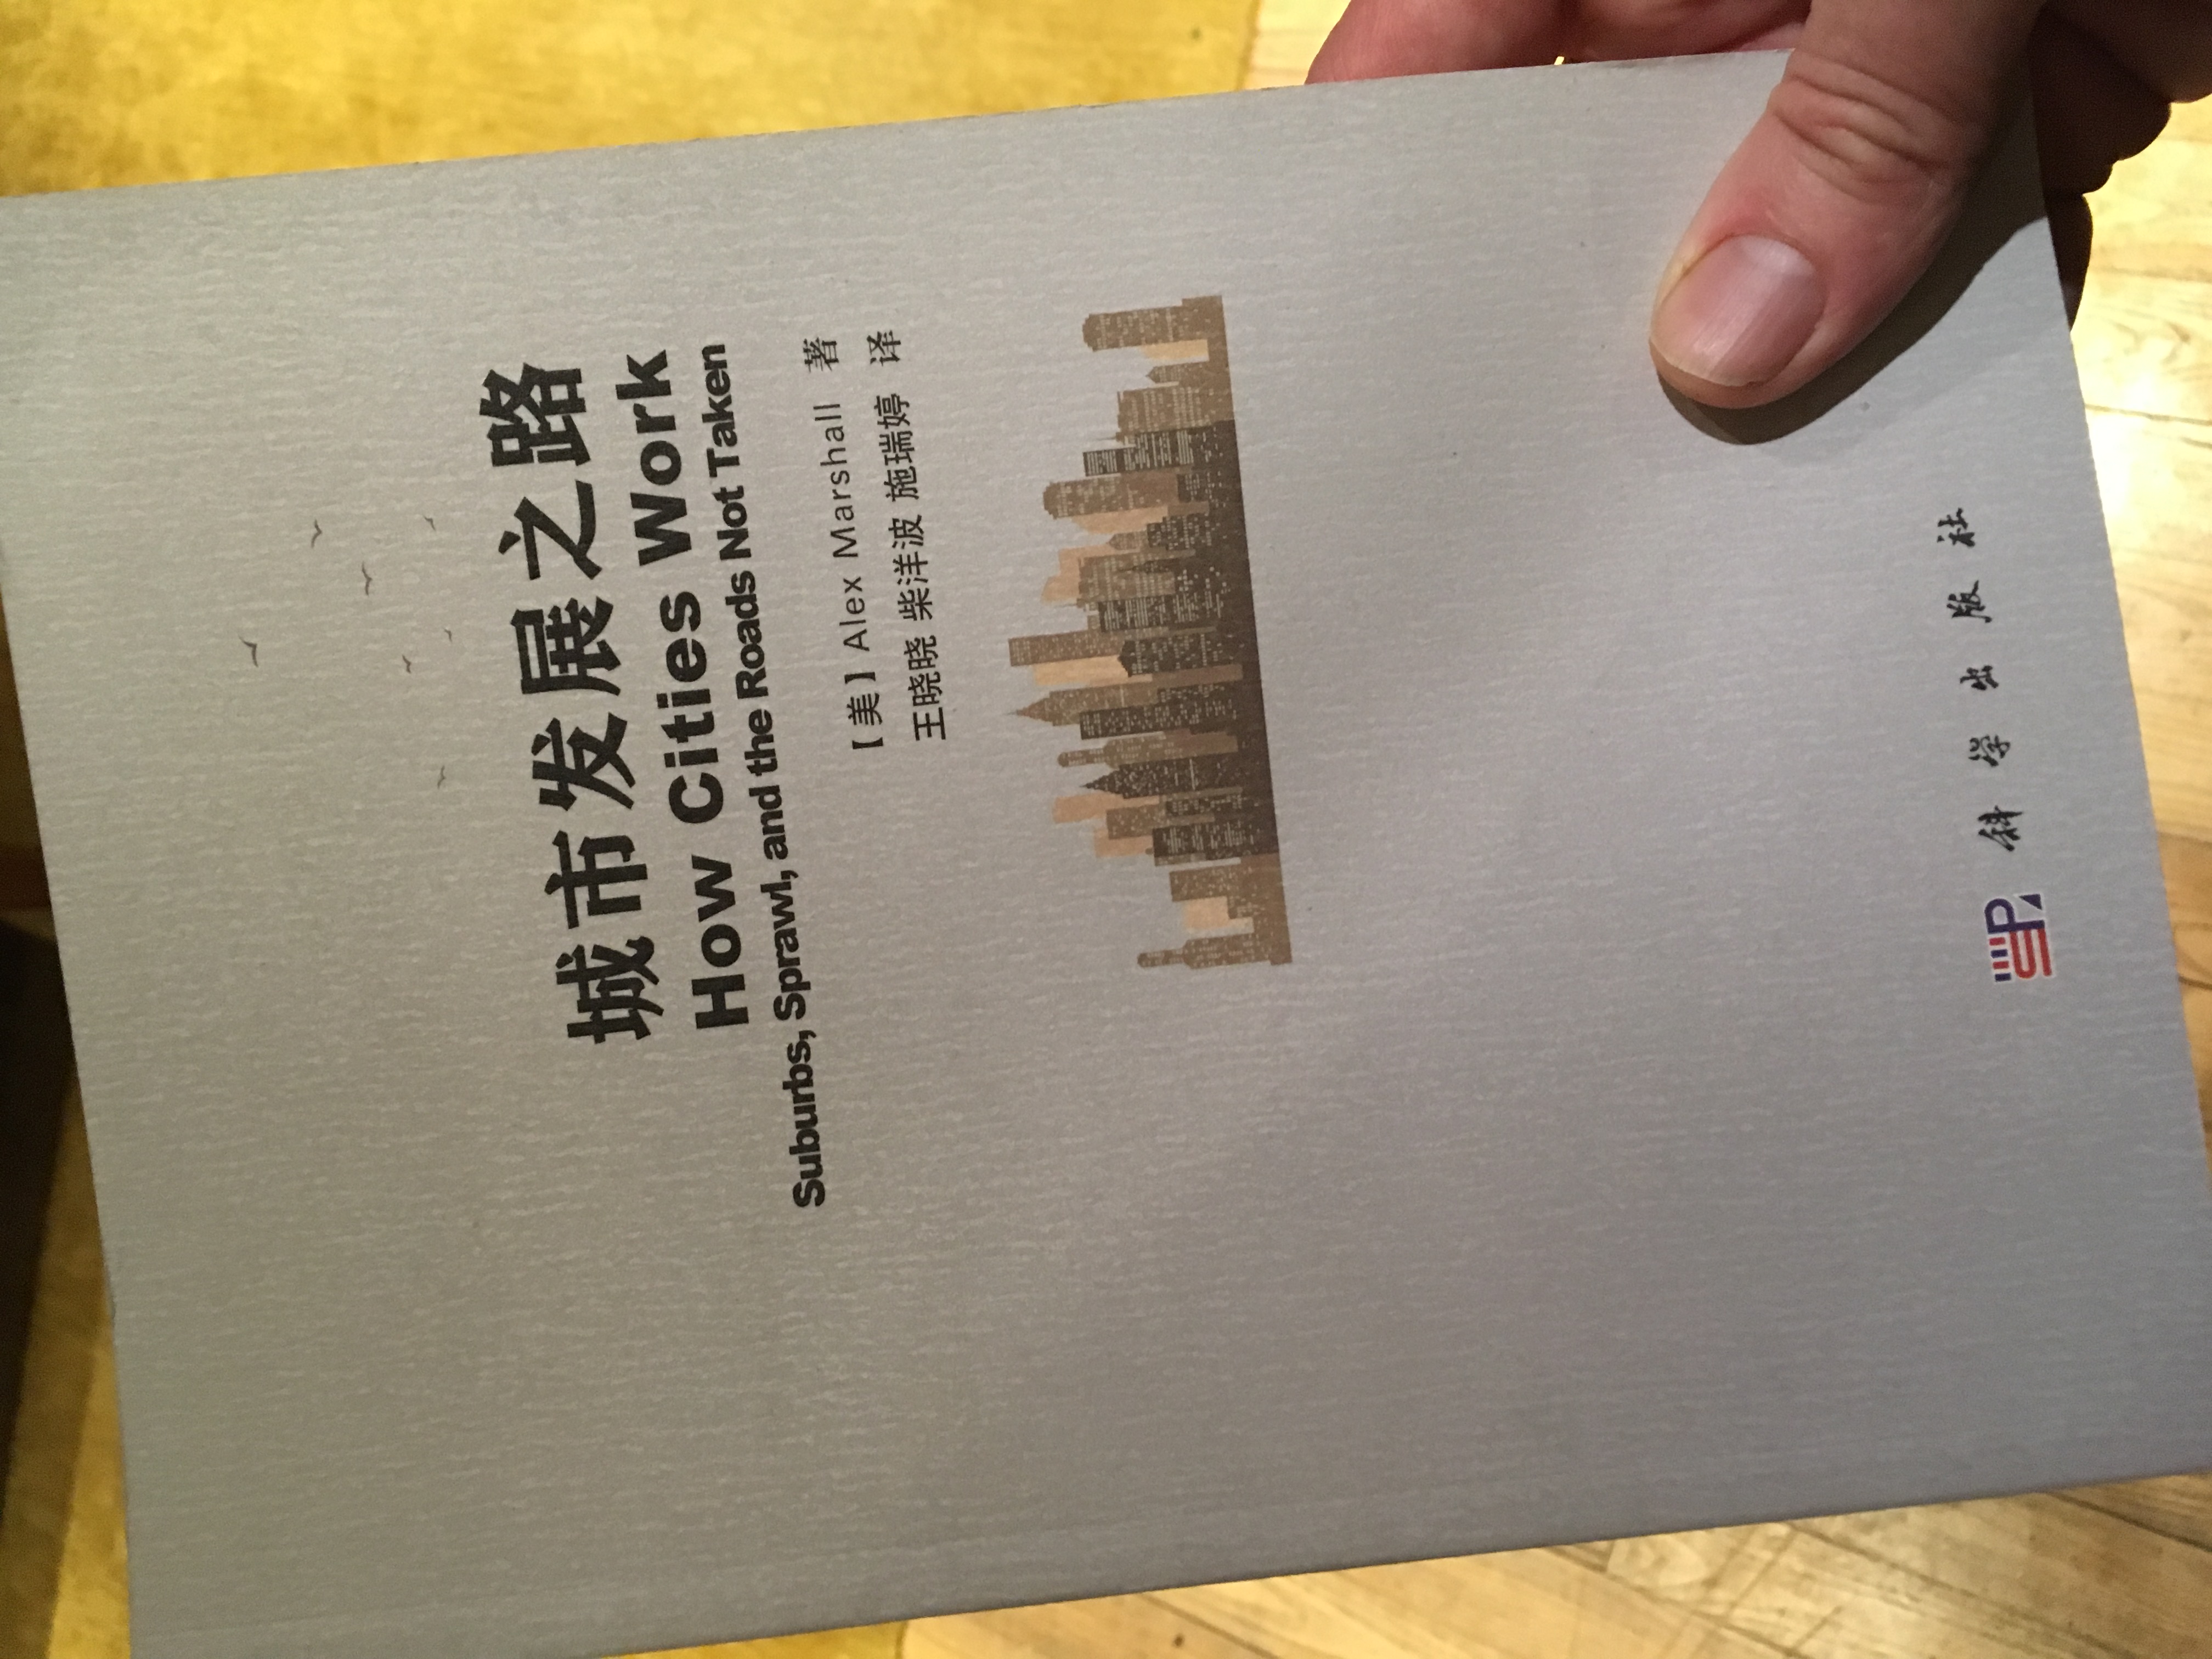 城市发展之路
How Cities Work
Suburbs, Sprawl, and the Roads Not Taken
【美】Alex Marshall 著
王晓晓 柴洋波 施瑞婷 译
科学出版社